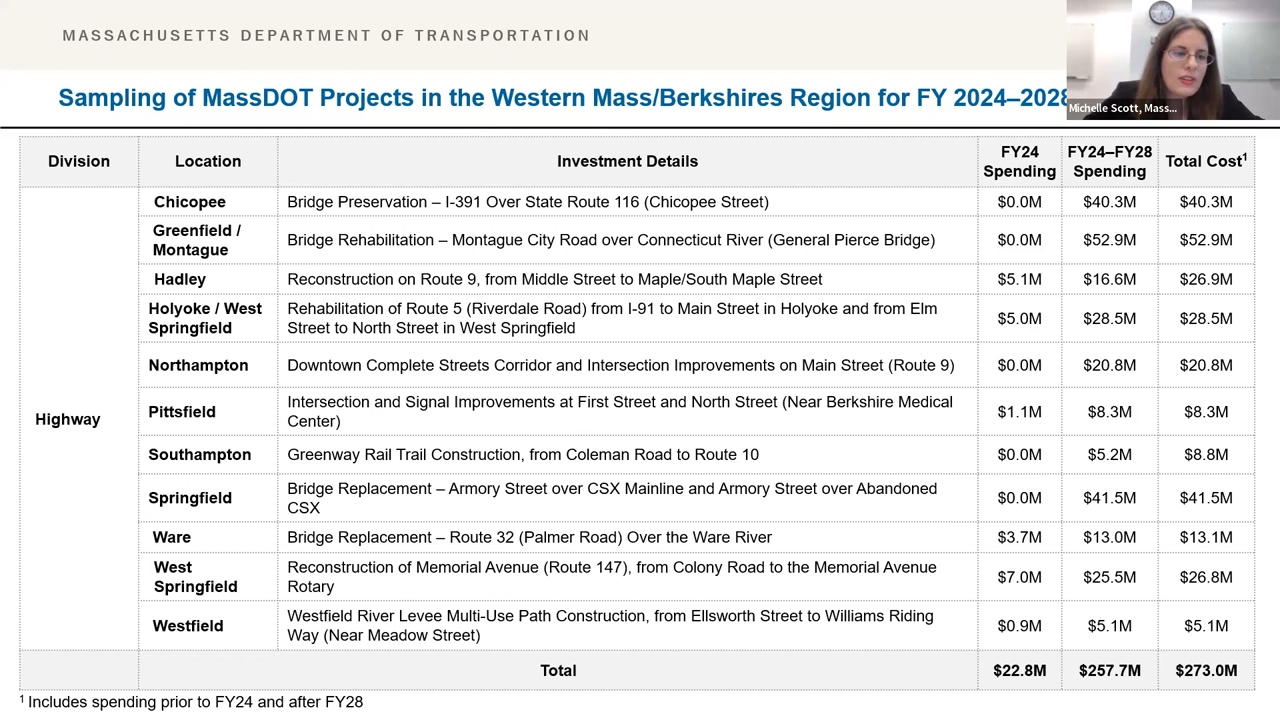 MASSACHUSETTS DEPARTMENT OF TRANSPORTATION
Michelle Scott, Mass...
Sampling of MassDOT Projects in the Western Mass/Berkshires Region for FY 2024–2028
Division Location Investment Details FY24 Spending FY24–FY28 Spending Total Cost1
Highway
Chicopee Bridge Preservation – I-391 Over State Route 116 (Chicopee Street) $0.0M $40.3M $40.3M
Greenfield / Montague Bridge Rehabilitation – Montague City Road over Connecticut River (General Pierce Bridge) $0.0M $52.9M $52.9M
Hadley Reconstruction on Route 9, from Middle Street to Maple/South Maple Street $5.1M $16.6M $26.9M
Holyoke / West Springfield Rehabilitation of Route 5 (Riverdale Road) from I-91 to Main Street in Holyoke and from Elm Street to North Street in West Springfield $5.0M $28.5M $28.5M
Northampton Downtown Complete Streets Corridor and Intersection Improvements on Main Street (Route 9) $0.0M $20.8M $20.8M
Pittsfield Intersection and Signal Improvements at First Street and North Street (Near Berkshire Medical Center) $1.1M $8.3M $8.3M
Southampton Greenway Rail Trail Construction, from Coleman Road to Route 10 $0.0M $5.2M $8.8M
Springfield Bridge Replacement – Armory Street over CSX Mainline and Armory Street over Abandoned CSX $0.0M $41.5M $41.5M
Ware Bridge Replacement – Route 32 (Palmer Road) Over the Ware River $3.7M $13.0M $13.1M
West Springfield Reconstruction of Memorial Avenue (Route 147), from Colony Road to the Memorial Avenue Rotary $7.0M $25.5M $26.8M
Westfield Westfield River Levee Multi-Use Path Construction, from Ellsworth Street to Williams Riding Way (Near Meadow Street) $0.9M $5.1M $5.1M
Total $22.8M $257.7M $273.0M
1 Includes spending prior to FY24 and after FY28